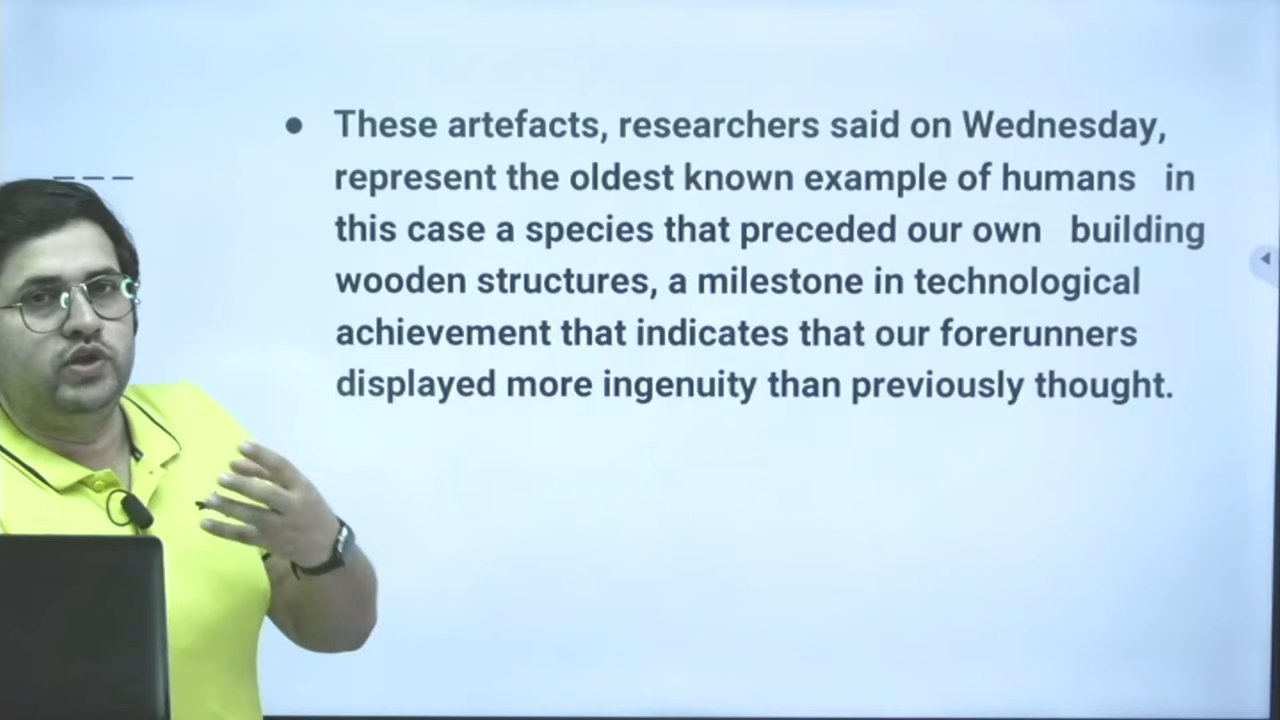 These artefacts, researchers said on Wednesday,
represent the oldest known example of humans in
this case a species that preceded our own building
wooden structures, a milestone in technological
achievement that indicates that our forerunners
displayed more ingenuity than previously thought.